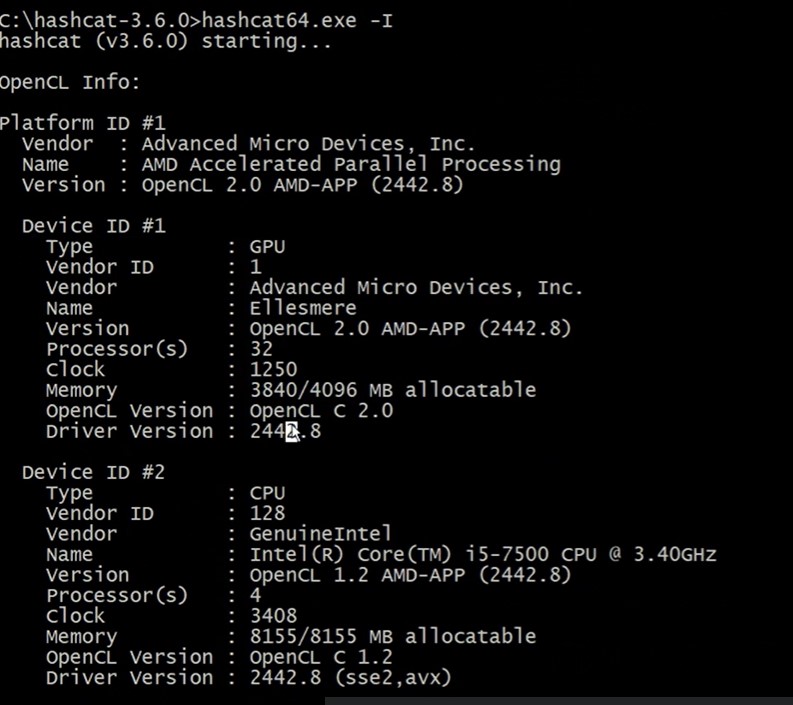 C:\hashcat-3.6.0>hashcat64.exe -I
hashcat (v3.6.0) starting...
OpenCL Info:
Platform ID #1
Vendor : Advanced Micro Devices, Inc.
Name : AMD Accelerated Parallel Processing
Version : OpenCL 2.0 AMD-APP (2442.8)
Device ID #1
Type : GPU
Vendor ID : 1
Vendor : Advanced Micro Devices, Inc.
Name : Ellesmere
Version : OpenCL 2.0 AMD-APP (2442.8)
Processor(s) : 32
Clock : 1250
Memory : 3840/4096 MB allocatable
OpenCL Version : OpenCL C 2.0
Driver Version : 2442.8
Device ID #2
Type : CPU
Vendor ID : 128
Vendor : GenuineIntel
Name : Intel(R) Core(TM) i5-7500 CPU @ 3.40GHz
Version : OpenCL 1.2 AMD-APP (2442.8)
Processor(s) : 4
Clock : 3408
Memory : 8155/8155 MB allocatable
OpenCL Version : OpenCL C 1.2
Driver Version : 2442.8 (sse2,avx)